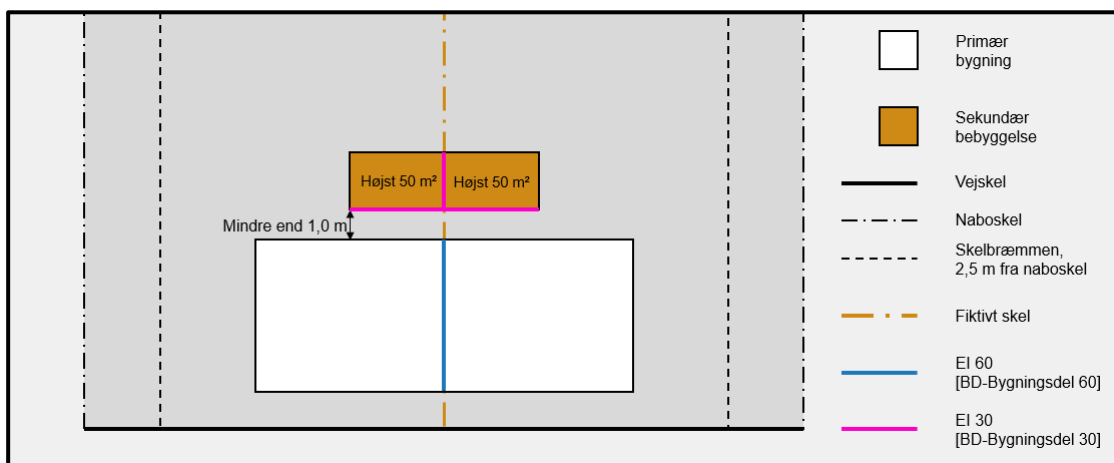 Højst 50 m²
Højst 50 m²
Mindre end 1,0 m
Primær
bygning
Sekundær
bebyggelse
Vejskel
Naboskel
Skelbræmmen,
2,5 m fra naboskel
Fiktivt skel
EI 60
[BD-Bygningsdel 60]
EI 30
[BD-Bygningsdel 30]